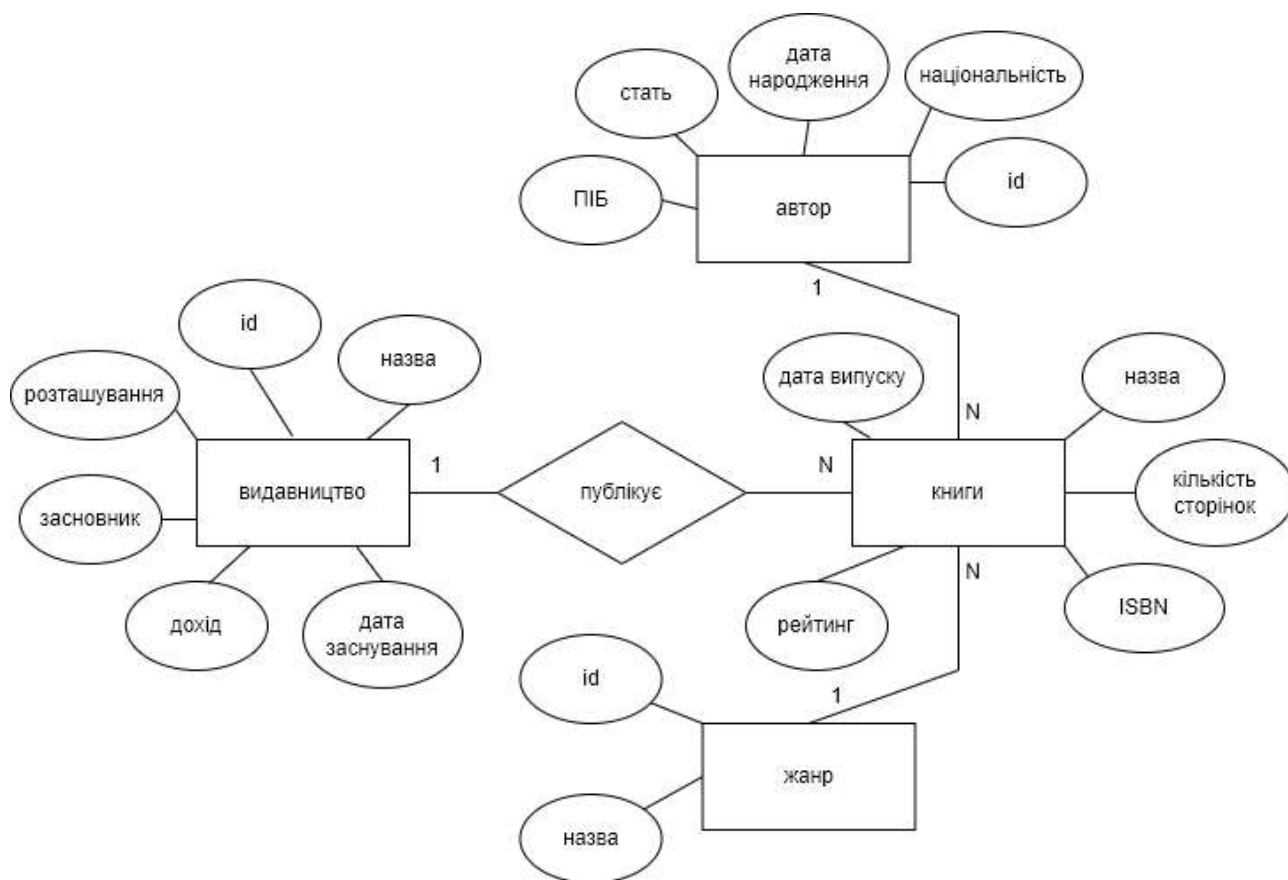 дата
народження
національність
стать
ПІБ
автор
id
1
id
назва
розташування
видавництво
засновник
дохід
дата
заснування
1
публікує
N
дата випуску
N
назва
книги
кількість
сторінок
N
ISBN
рейтинг
id
1
жанр
назва